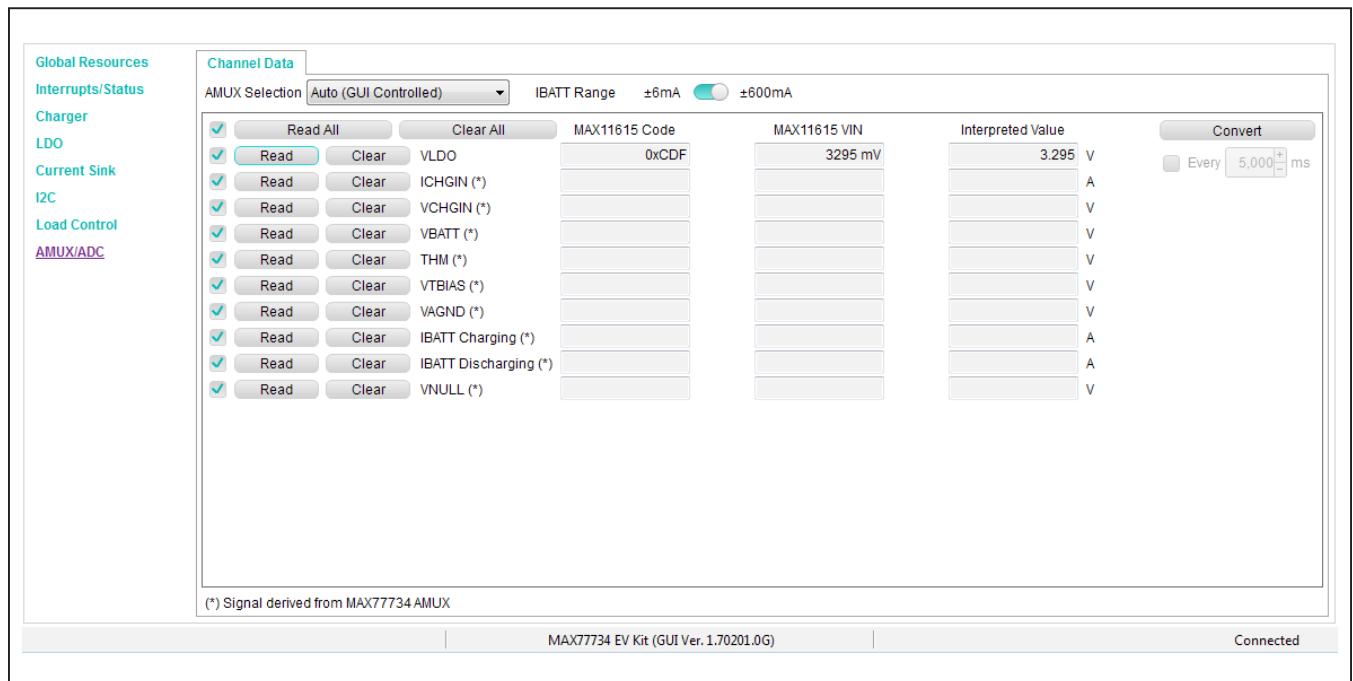 Global Resources
Interrupts/Status
Charger
LDO
Current Sink
I2C
Load Control
AMUX/ADC
Channel Data
AMUX Selection Auto (GUI Controlled) IBATT Range ±6mA ±600mA
Read All Clear All MAX11615 Code MAX11615 VIN Interpreted Value Convert
Read Clear VLDO 0xCDF 3295 mV 3.295 V Every 5,000 + − ms
Read Clear ICHGIN (*) A
Read Clear VCHGIN (*) V
Read Clear VBATT (*) V
Read Clear THM (*) V
Read Clear VTBIAS (*) V
Read Clear VAGND (*) V
Read Clear IBATT Charging (*) A
Read Clear IBATT Discharging (*) A
Read Clear VNULL (*) V
(*) Signal derived from MAX77734 AMUX
MAX77734 EV Kit (GUI Ver. 1.70201.0G) Connected